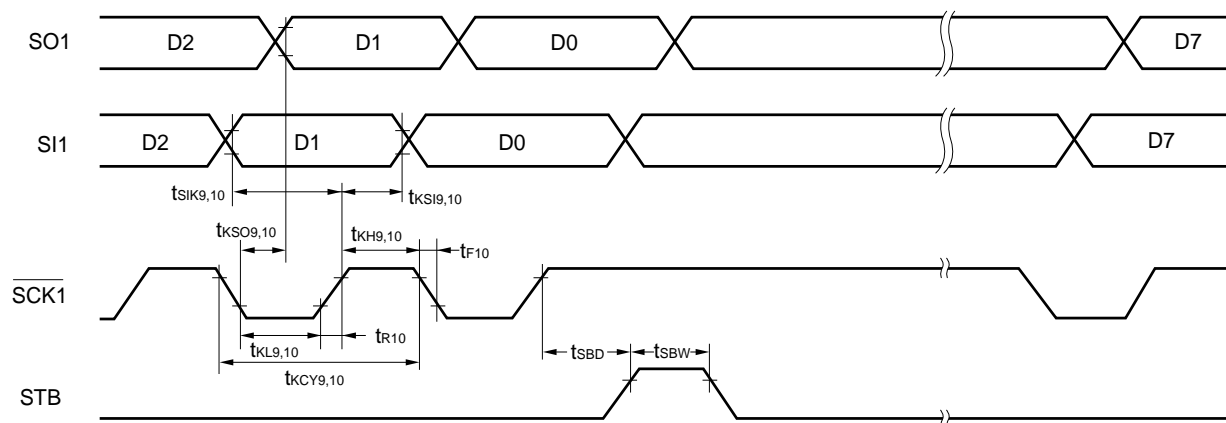 SO1 D2 D1 D0 D7
SI1 D2 D1 D0 D7
tSIK9,10 tKSI9,10
tKSO9,10 tKH9,10 tF10
SCK1
tKL9,10 tR10 tSBD tSBW
tKCY9,10
STB